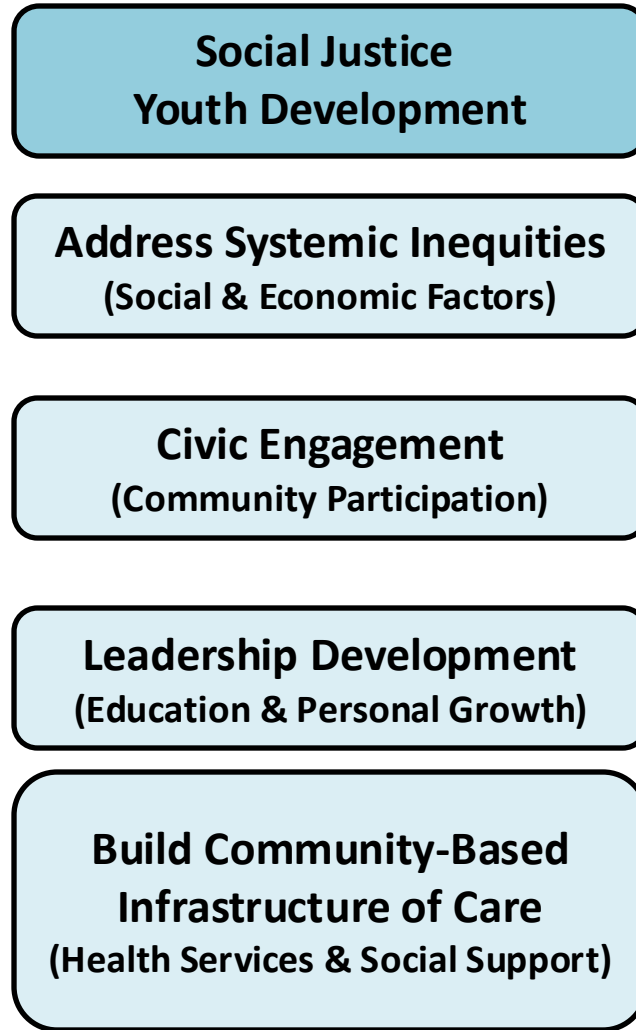 Social Justice
Youth Development
Address Systemic Inequities
(Social & Economic Factors)
Civic Engagement
(Community Participation)
Leadership Development
(Education & Personal Growth)
Build Community-Based
Infrastructure of Care
(Health Services & Social Support)